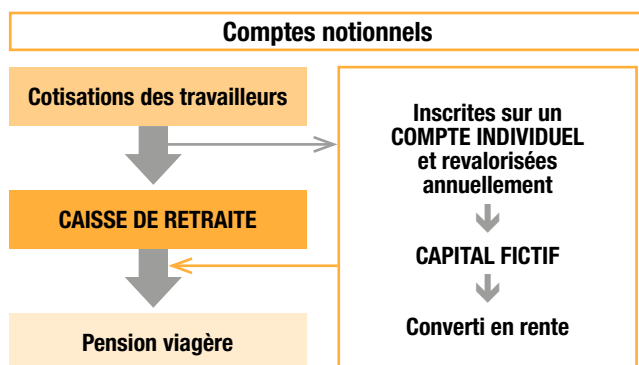 Comptes notionnels
Cotisations des travailleurs
CAISSE DE RETRAITE
Pension viagère
Inscrites sur un
COMPTE INDIVIDUEL
et revalorisées
annuellement
CAPITAL FICTIF
Converti en rente